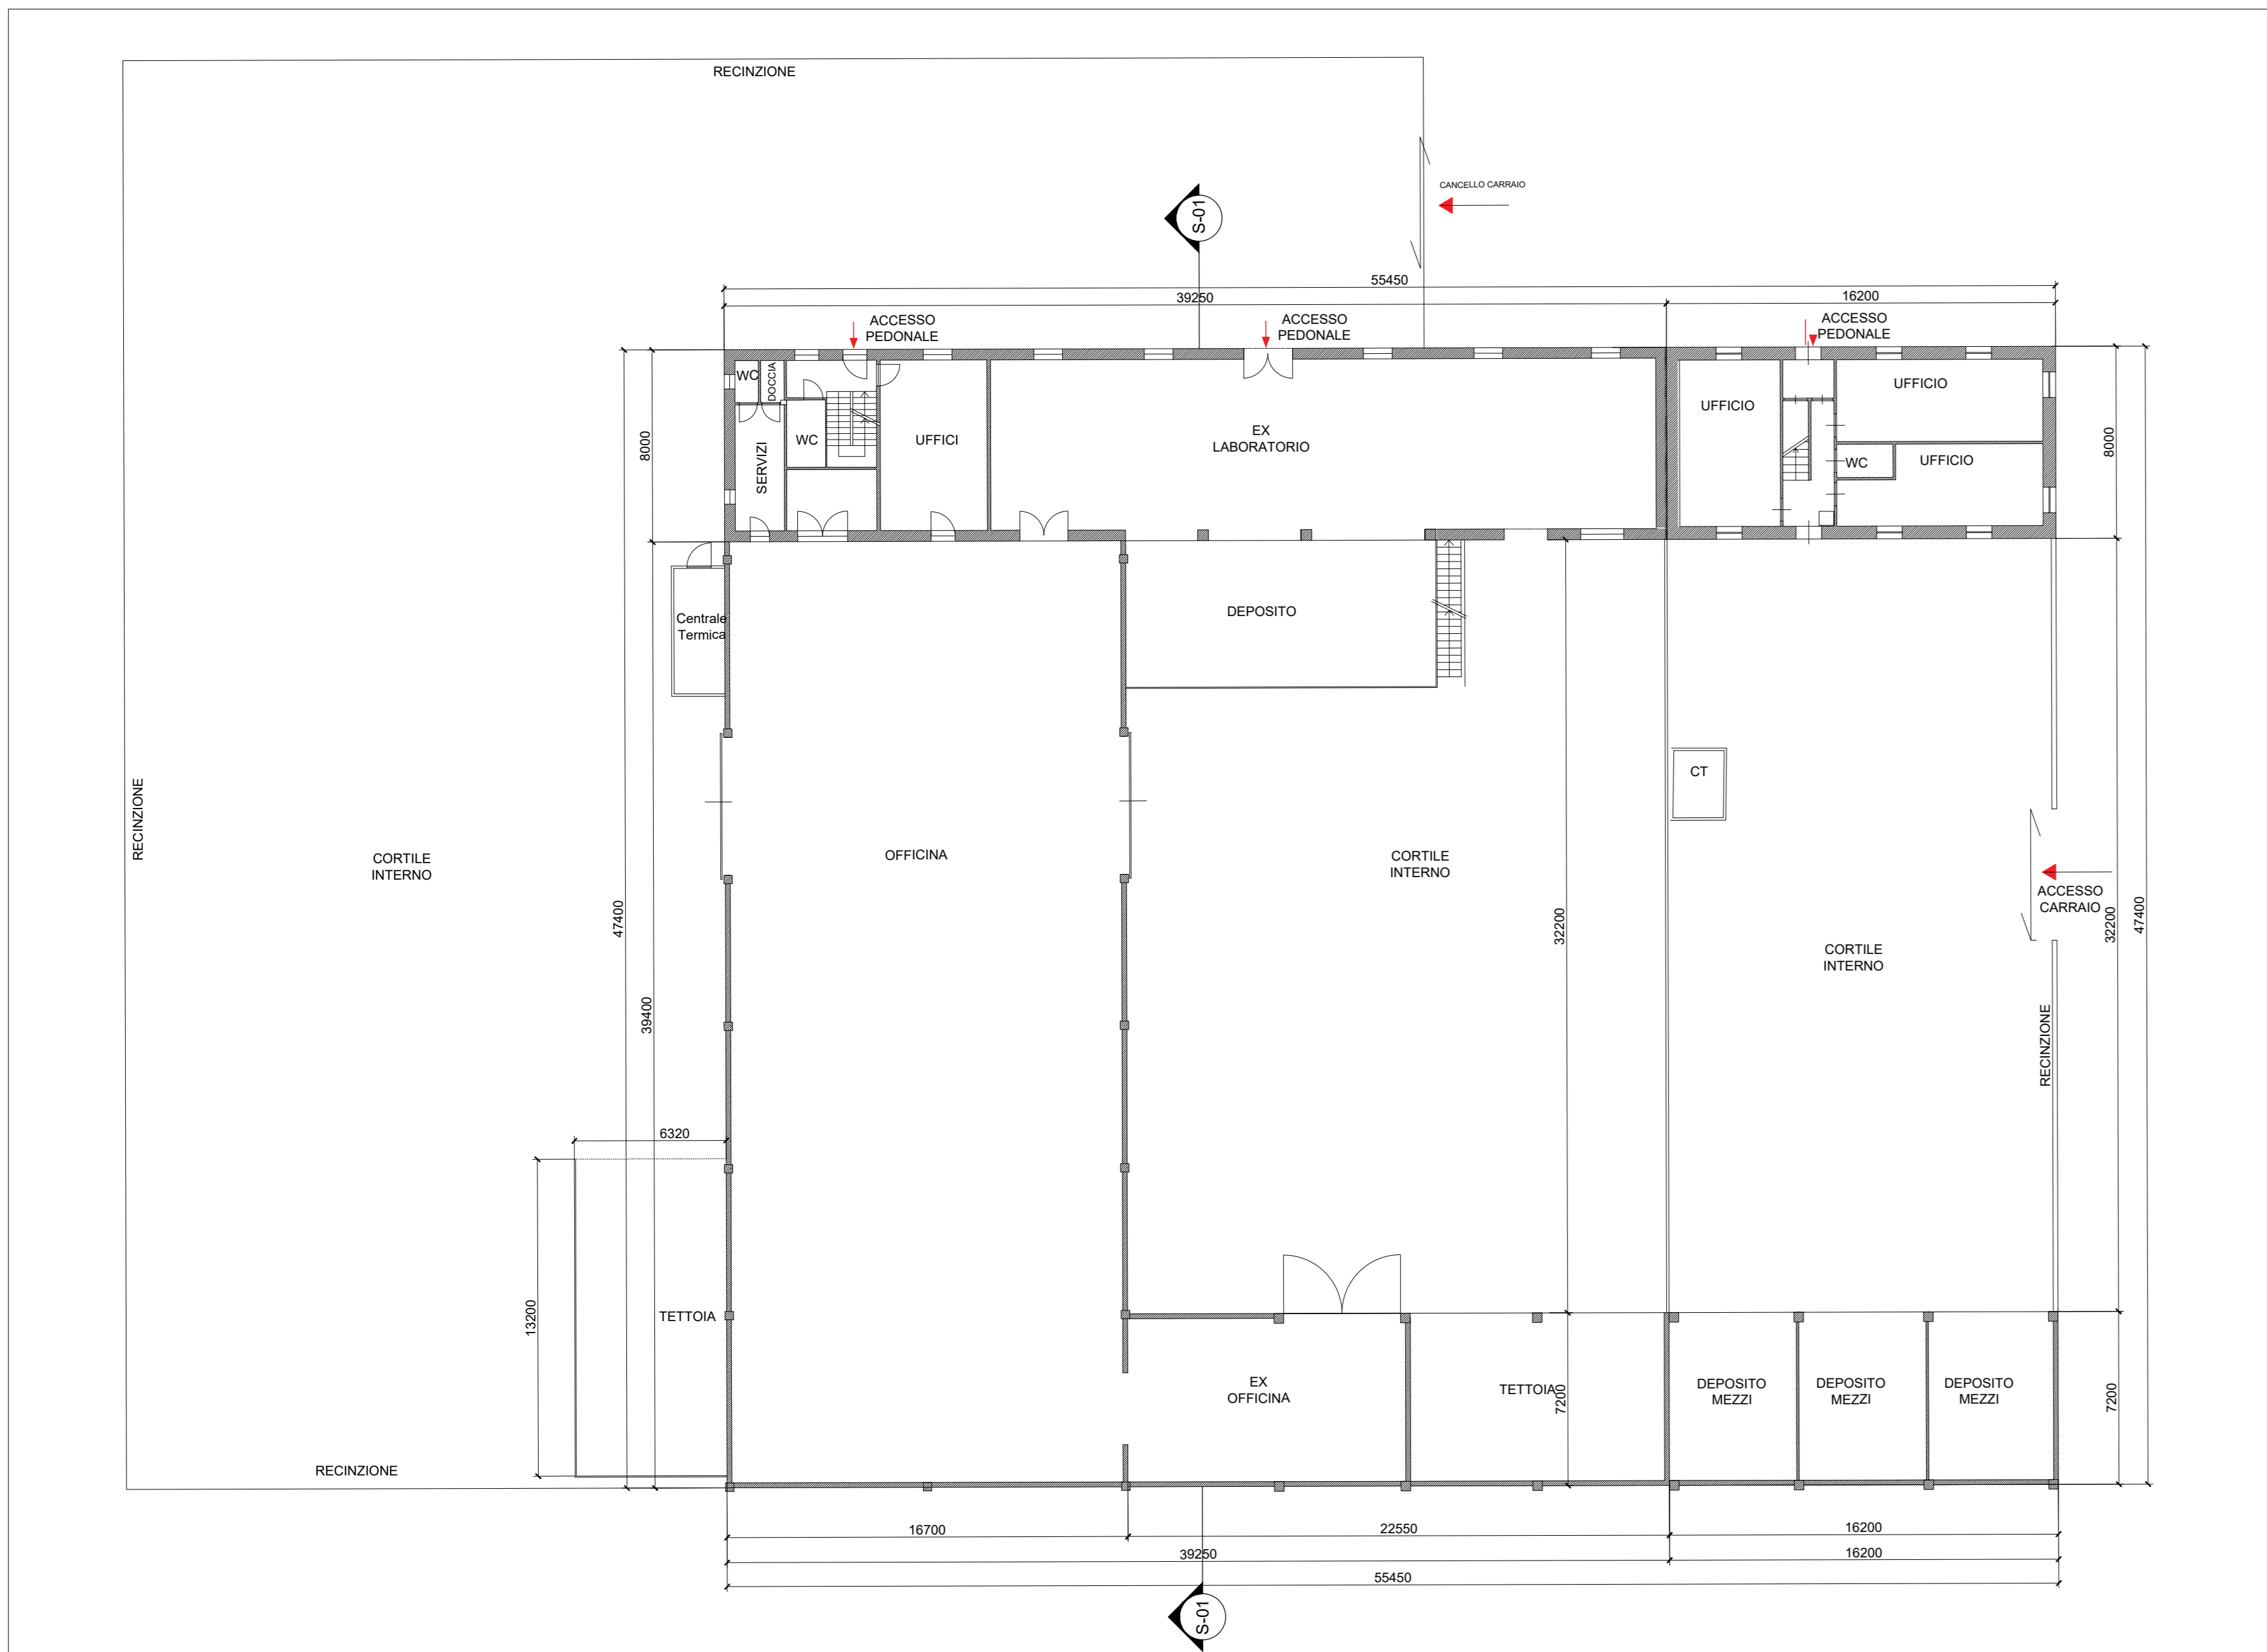 RECINZIONE
CANCELLO CARRAIO
S-01
55450
39250
16200
ACCESSO
PEDONALE
ACCESSO
PEDONALE
ACCESSO
PEDONALE
WC
DOCCIA
UFFICIO
UFFICIO
8000
SERVIZI
WC
UFFICI
EX
LABORATORIO
WC
UFFICIO
8000
Centrale
Termica
DEPOSITO
CT
RECINZIONE
CORTILE
INTERNO
OFFICINA
CORTILE
INTERNO
ACCESSO
CARRAIO
47400
32200
32200
47400
CORTILE
INTERNO
39400
RECINZIONE
6320
13200
TETTOIA
EX
OFFICINA
TETTOIA
7200
DEPOSITO
MEZZI
DEPOSITO
MEZZI
DEPOSITO
MEZZI
7200
RECINZIONE
16700
22550
16200
39250
16200
55450
S-01